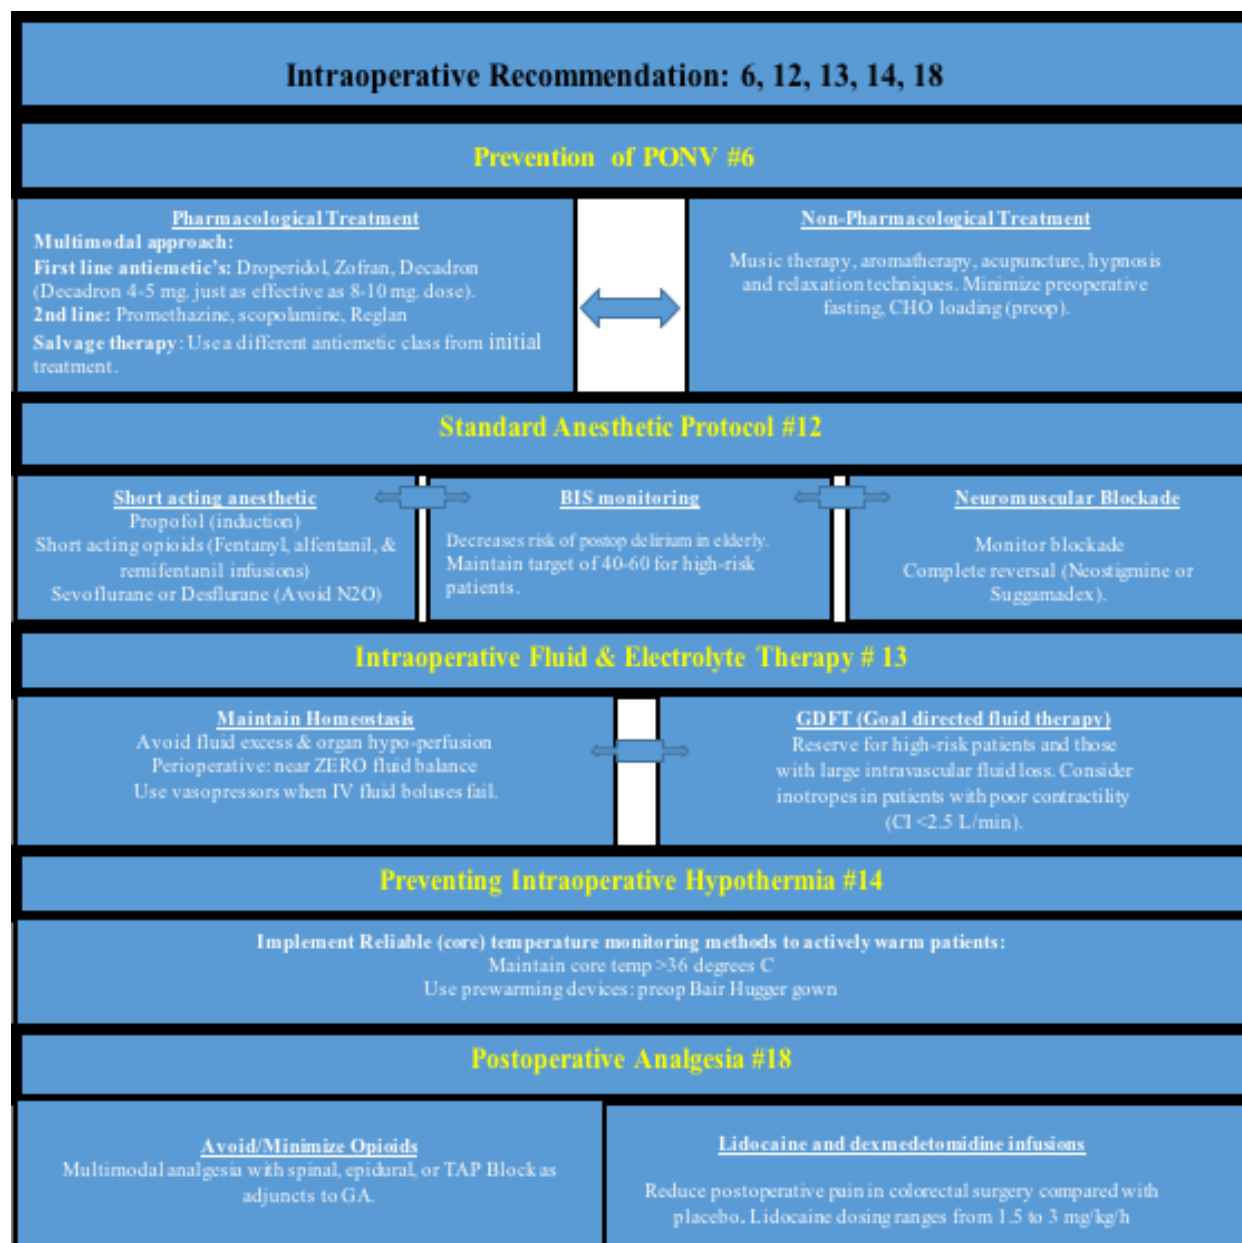 Intraoperative Recommendation: 6, 12, 13, 14, 18
Prevention of PONV #6
Pharmacological Treatment
Multimodal approach:
First line antiemetic's: Droperidol, Zofran, Decadron
(Decadron 4-5 mg. just as effective as 8-10 mg. dose).
2nd line: Promethazine, scopolamine, Reglan
Salvage therapy: Use a different antiemetic class from initial
treatment.
Non-Pharmacological Treatment
Music therapy, aromatherapy, acupuncture, hypnosis
and relaxation techniques. Minimize preoperative
fasting, CHO loading (preop).
Standard Anesthetic Protocol #12
Short acting anesthetic
Propofol (induction)
Short acting opioids (Fentanyl, alfentanil, &
remifentanil infusions)
Sevoflurane or Desflurane (Avoid N2O)
BIS monitoring
Decreases risk of postop delirium in elderly.
Maintain target of 40-60 for high-risk
patients.
Neuromuscular Blockade
Monitor blockade
Complete reversal (Neostigmine or
Suggamadex).
Intraoperative Fluid & Electrolyte Therapy # 13
Maintain Homeostasis
Avoid fluid excess & organ hypo-perfusion
Perioperative: near ZERO fluid balance
Use vasopressors when IV fluid boluses fail.
GDFT (Goal directed fluid therapy)
Reserve for high-risk patients and those
with large intravascular fluid loss. Consider
inotropes in patients with poor contractility
(CI <2.5 L/min).
Preventing Intraoperative Hypothermia #14
Implement Reliable (core) temperature monitoring methods to actively warm patients:
Maintain core temp >36 degrees C
Use prewarming devices: preop Bair Hugger gown
Postoperative Analgesia #18
Avoid/Minimize Opioids
Multimodal analgesia with spinal, epidural, or TAP Block as
adjuncts to GA.
Lidocaine and dexmedetomidine infusions
Reduce postoperative pain in colorectal surgery compared with
placebo. Lidocaine dosing ranges from 1.5 to 3 mg/kg/h